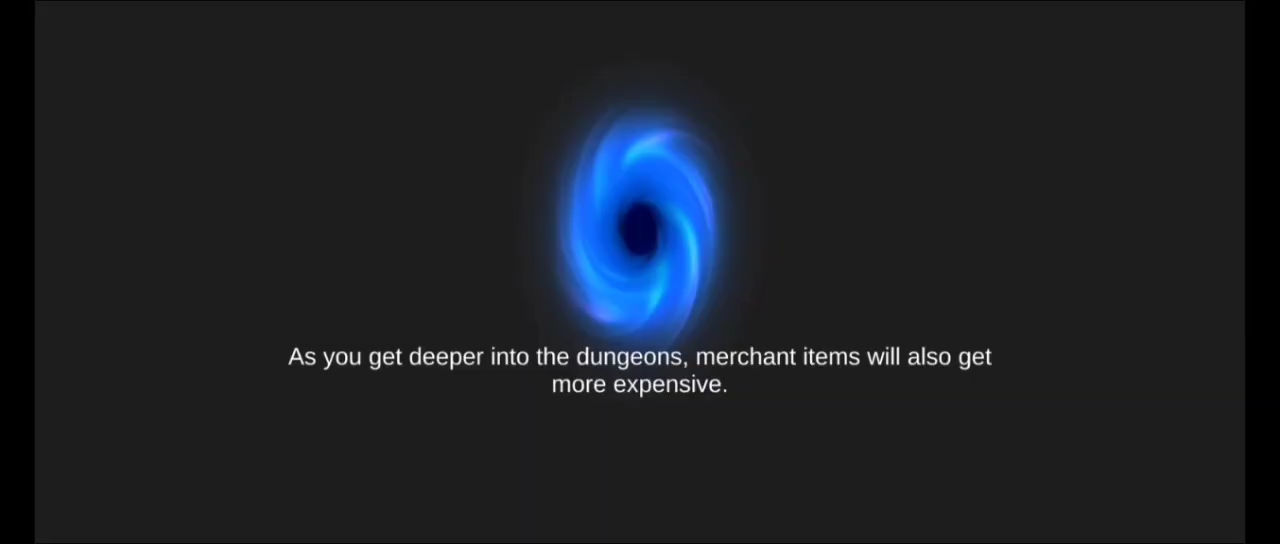 As you get deeper into the dungeons, merchant items will also get
more expensive.